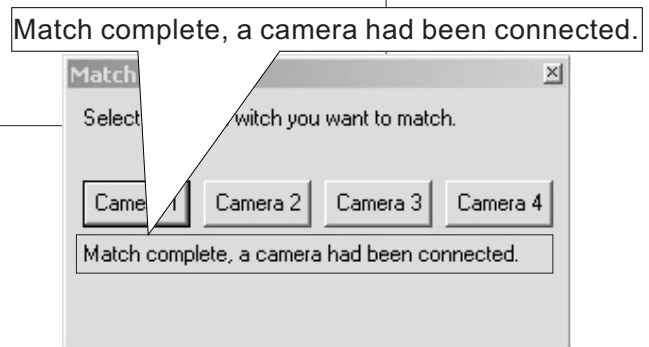 Match complete, a camera had been connected.
Match
Select witch you want to match.
Camera 2 Camera 3 Camera 4
Match complete, a camera had been connected.